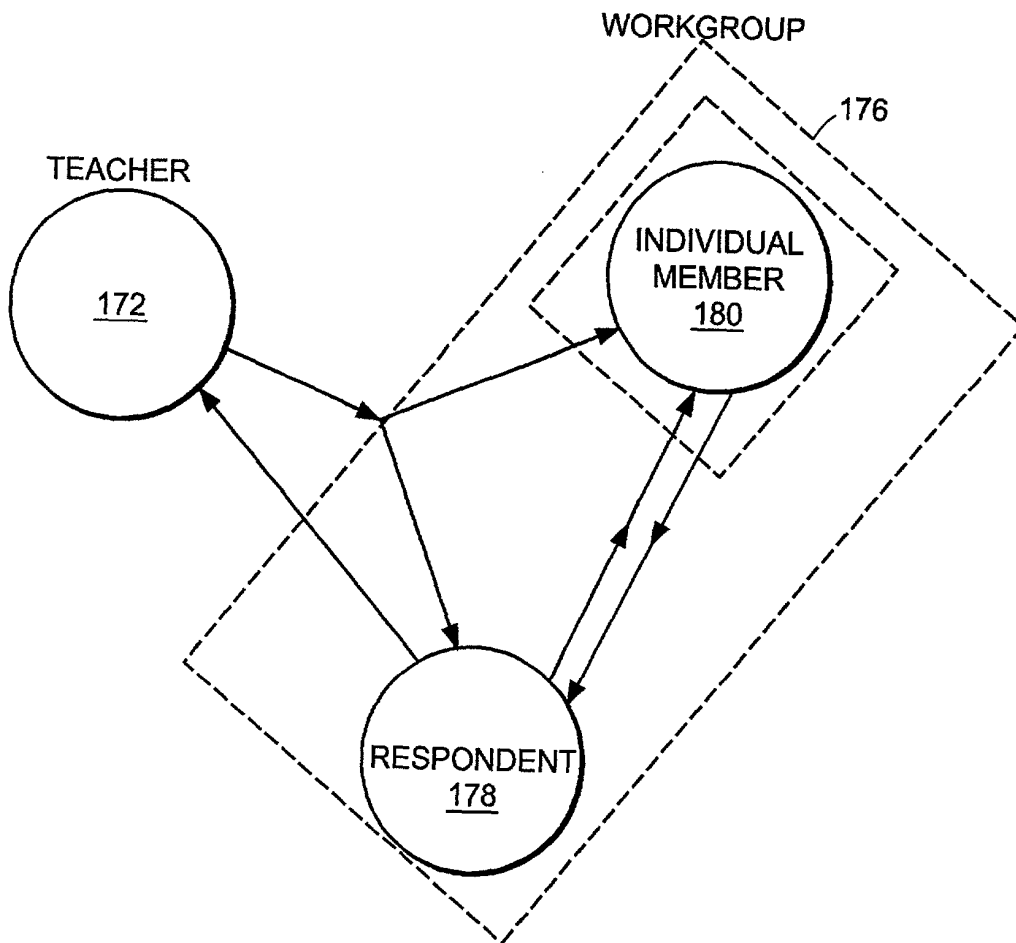 WORKGROUP
176
TEACHER
172
INDIVIDUAL
MEMBER
180
RESPONDENT
178